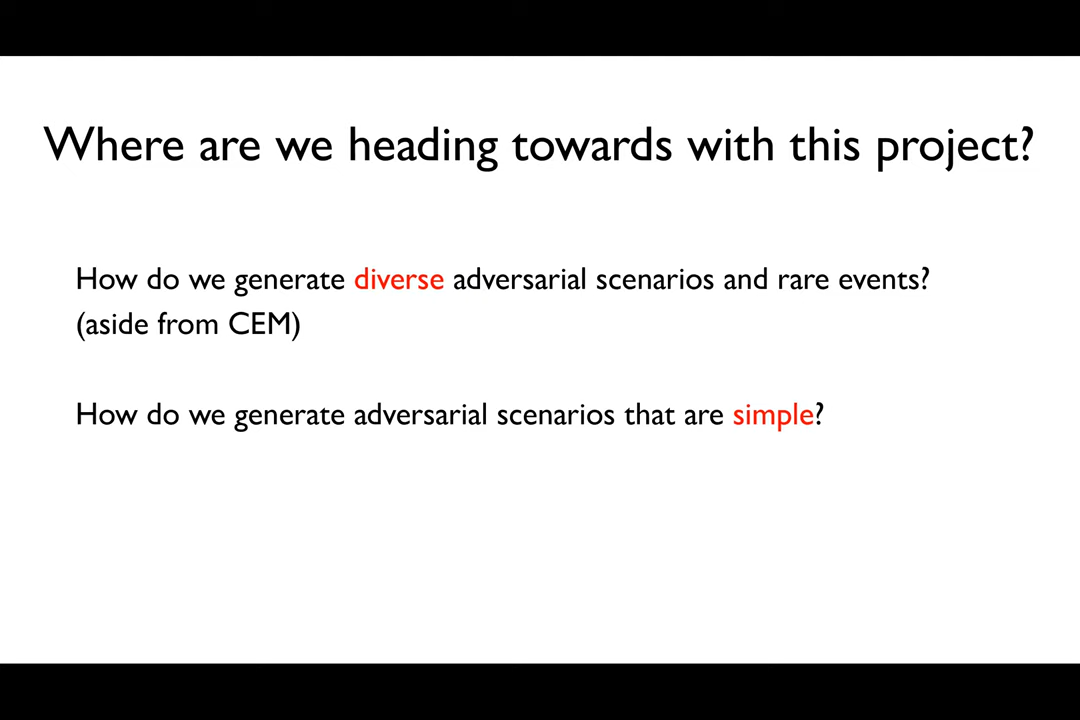 Where are we heading towards with this project?
How do we generate diverse adversarial scenarios and rare events?
(aside from CEM)
How do we generate adversarial scenarios that are simple?